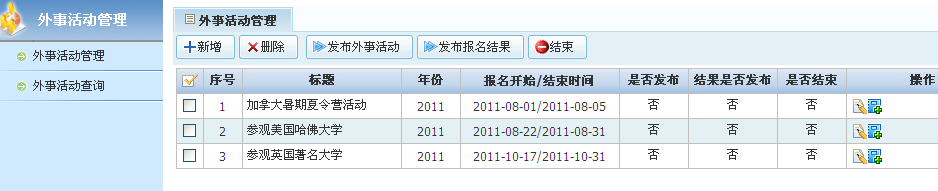 外事活动管理
外事活动管理
外事活动查询
外事活动管理
新增 删除 发布外事活动 发布报名结果 结束
序号 标题 年份 报名开始/结束时间 是否发布 结果是否发布 是否结束 操作
1 加拿大暑期夏令营活动 2011 2011-08-01/2011-08-05 否 否 否
2 参观美国哈佛大学 2011 2011-08-22/2011-08-31 否 否 否
3 参观英国著名大学 2011 2011-10-17/2011-10-31 否 否 否